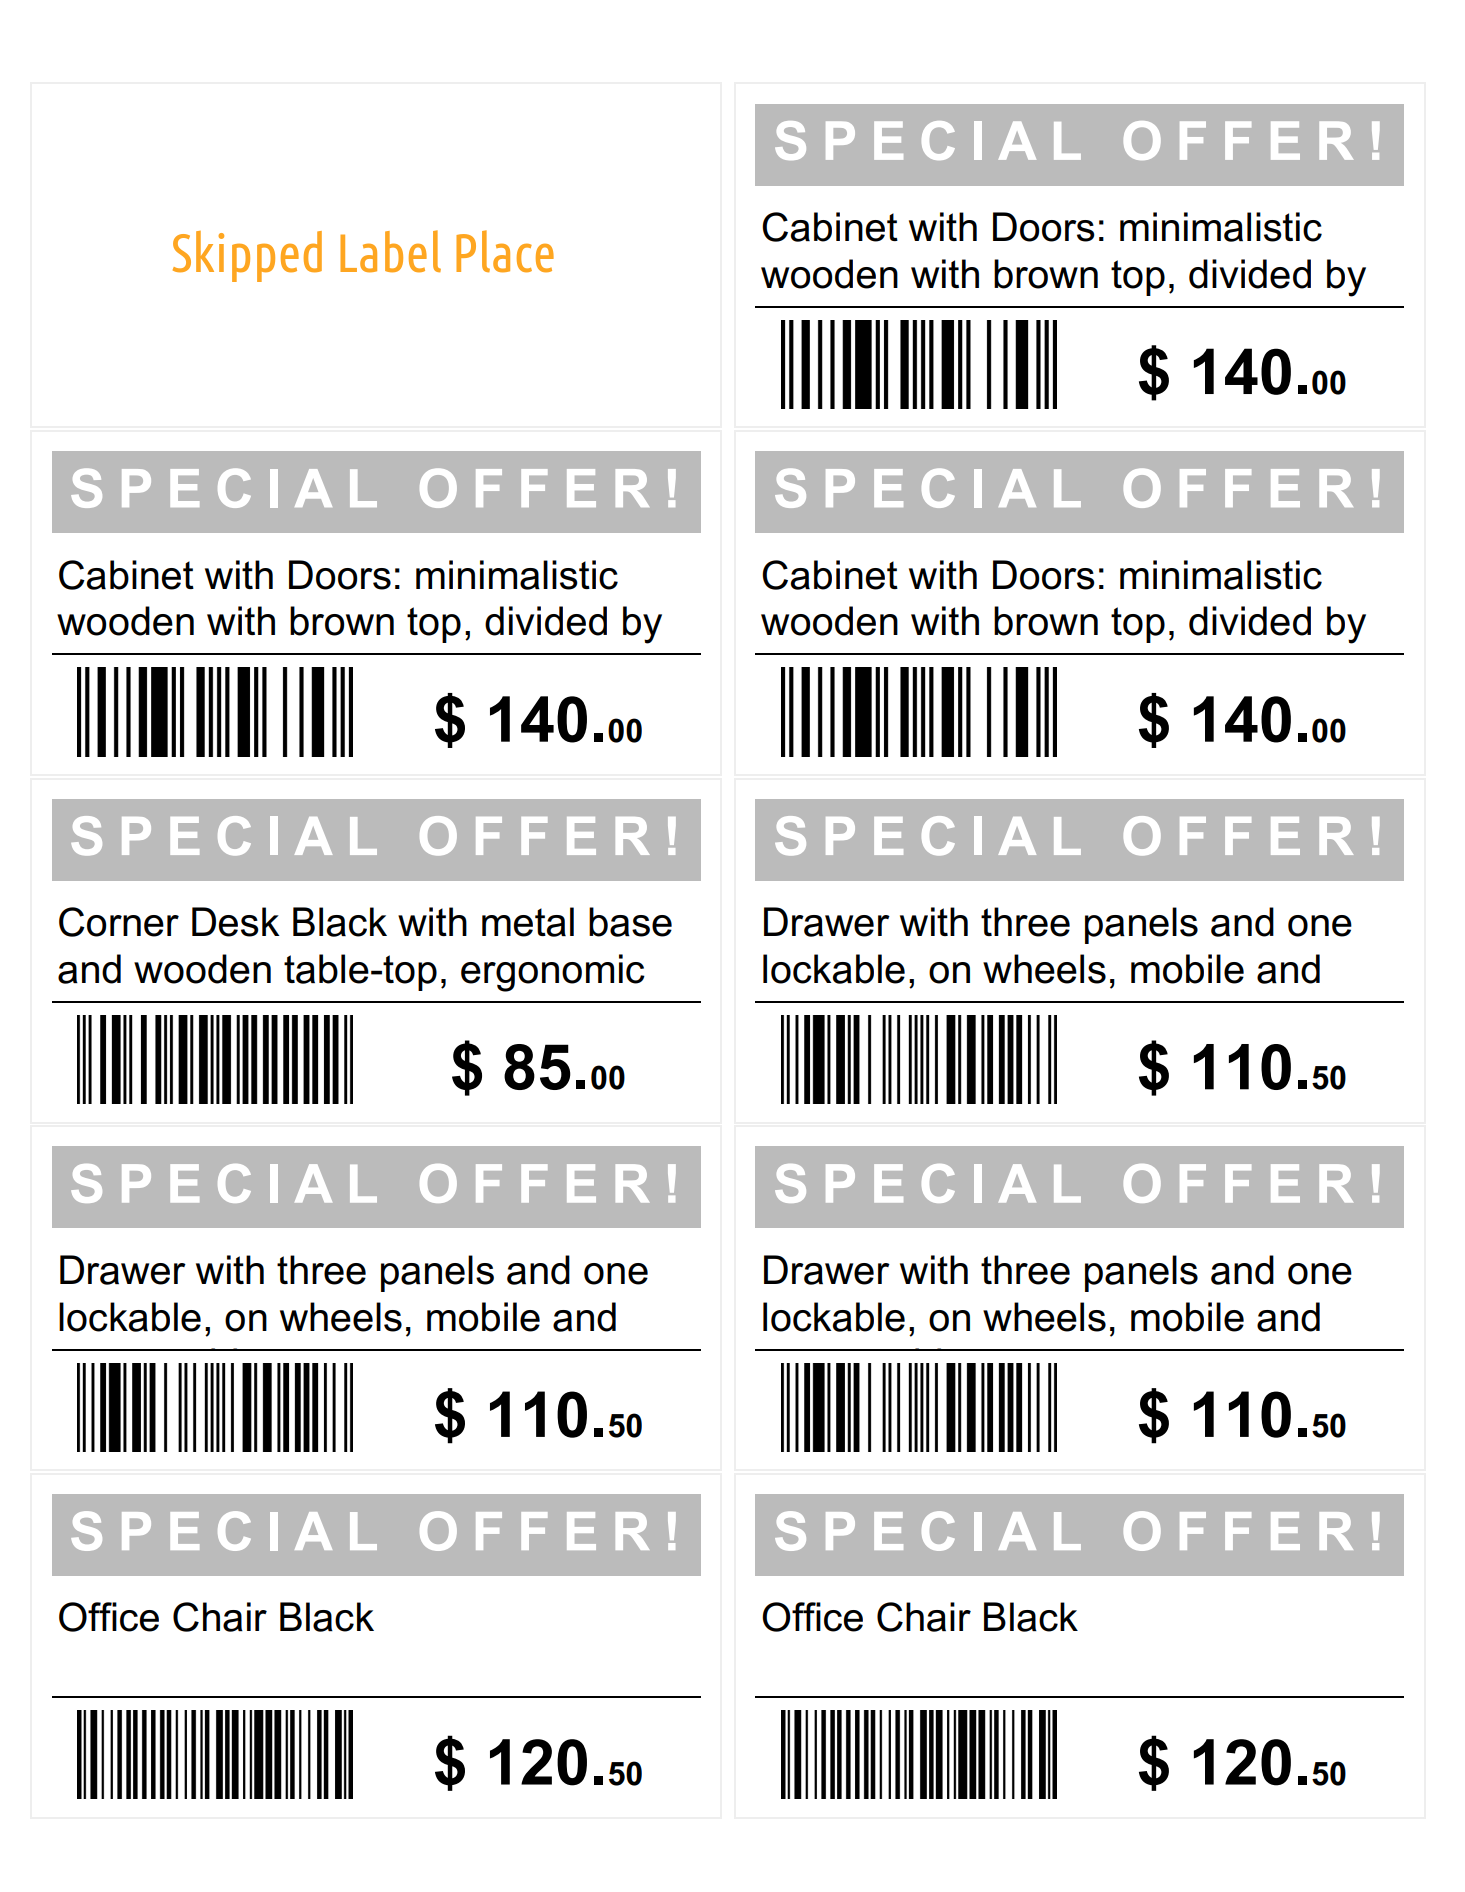 Skipped Label Place
SPECIAL OFFER!
Cabinet with Doors: minimalistic
wooden with brown top, divided by
$ 140.00
SPECIAL OFFER!
Cabinet with Doors: minimalistic
wooden with brown top, divided by
$ 140.00
SPECIAL OFFER!
Cabinet with Doors: minimalistic
wooden with brown top, divided by
$ 140.00
SPECIAL OFFER!
Corner Desk Black with metal base
and wooden table-top, ergonomic
$ 85.00
SPECIAL OFFER!
Drawer with three panels and one
lockable, on wheels, mobile and
$ 110.50
SPECIAL OFFER!
Drawer with three panels and one
lockable, on wheels, mobile and
$ 110.50
SPECIAL OFFER!
Drawer with three panels and one
lockable, on wheels, mobile and
$ 110.50
SPECIAL OFFER!
Office Chair Black
$ 120.50
SPECIAL OFFER!
Office Chair Black
$ 120.50